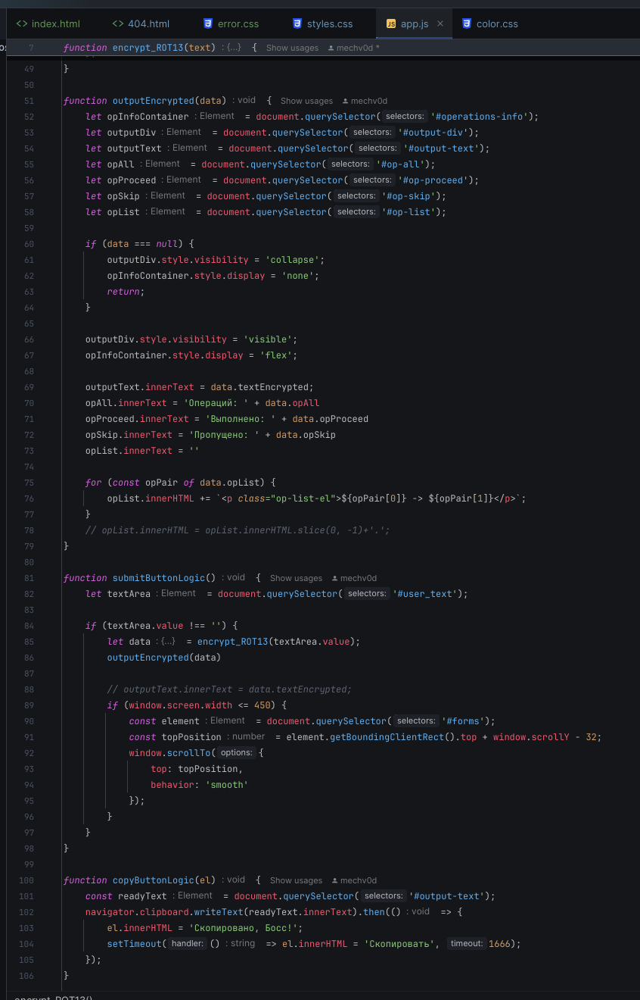 index.html 404.html error.css styles.css app.js color.css
7 function encrypt_ROT13(text) : {...} { Show usages mechv0d *
49 }
50
51 function outputEncrypted(data) : void { Show usages mechv0d
52 let opInfoContainer : Element = document.querySelector( selectors: '#operations-info');
53 let outputDiv : Element = document.querySelector( selectors: '#output-div');
54 let outputText : Element = document.querySelector( selectors: '#output-text');
55 let opAll : Element = document.querySelector( selectors: '#op-all');
56 let opProceed : Element = document.querySelector( selectors: '#op-proceed');
57 let opSkip : Element = document.querySelector( selectors: '#op-skip');
58 let opList : Element = document.querySelector( selectors: '#op-list');
59
60 if (data === null) {
61 outputDiv.style.visibility = 'collapse';
62 opInfoContainer.style.display = 'none';
63 return;
64 }
65
66 outputDiv.style.visibility = 'visible';
67 opInfoContainer.style.display = 'flex';
68
69 outputText.innerText = data.textEncrypted;
70 opAll.innerText = 'Операций: ' + data.opAll
71 opProceed.innerText = 'Выполнено: ' + data.opProceed
72 opSkip.innerText = 'Пропущено: ' + data.opSkip
73 opList.innerText = ''
74
75 for (const opPair of data.opList) {
76 opList.innerHTML += `<p class="op-list-el">${opPair[0]} -> ${opPair[1]}</p>`;
77 }
78 // opList.innerHTML = opList.innerHTML.slice(0, -1)+'.';
79 }
80
81 function submitButtonLogic() : void { Show usages mechv0d
82 let textArea : Element = document.querySelector( selectors: '#user_text');
83
84 if (textArea.value !== '') {
85 let data : {...} = encrypt_ROT13(textArea.value);
86 outputEncrypted(data)
87
88 // outputText.innerText = data.textEncrypted;
89 if (window.screen.width <= 450) {
90 const element : Element = document.querySelector( selectors: '#forms');
91 const topPosition : number = element.getBoundingClientRect().top + window.scrollY - 32;
92 window.scrollTo( options: {
93 top: topPosition,
94 behavior: 'smooth'
95 });
96 }
97 }
98 }
99
100 function copyButtonLogic(el) : void { Show usages mechv0d
101 const readyText : Element = document.querySelector( selectors: '#output-text');
102 navigator.clipboard.writeText(readyText.innerText).then(() : void => {
103 el.innerHTML = 'Скопировано, Босс!';
104 setTimeout( handler: () : string => el.innerHTML = 'Скопировать', timeout: 1666);
105 });
106 }
encrypt_ROT13()